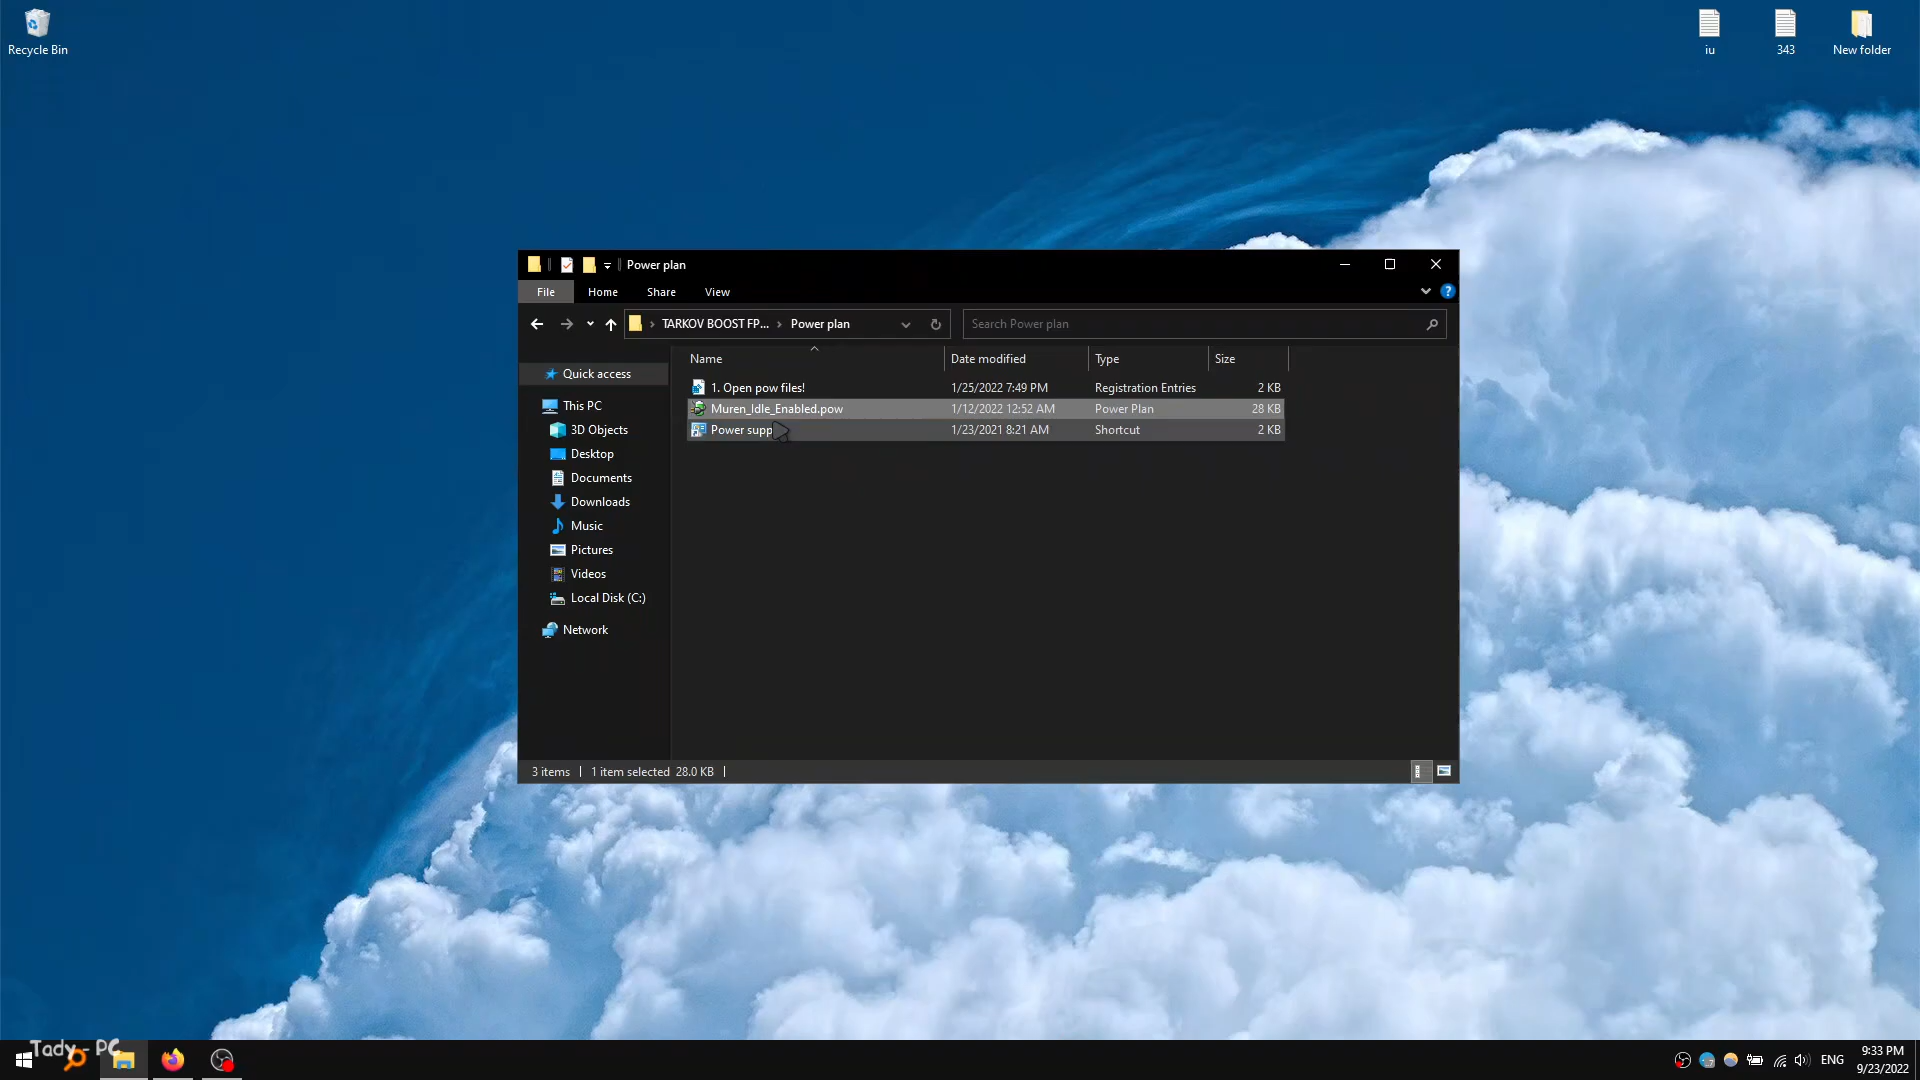 Recycle Bin
iu
343
New folder
Power plan
File
Home
Share
View
TARKOV BOOST FP...
Power plan
Search Power plan
Name
Date modified
Type
Size
Quick access
This PC
3D Objects
Desktop
Documents
Downloads
Music
Pictures
Videos
Local Disk (C:)
Network
1. Open pow files! 1/25/2022 7:49 PM Registration Entries 2 KB
Muren_Idle_Enabled.pow 1/12/2022 12:52 AM Power Plan 28 KB
Power supp 1/23/2021 8:21 AM Shortcut 2 KB
3 items 1 item selected 28.0 KB
Tady - PC
ENG
9:33 PM
9/23/2022